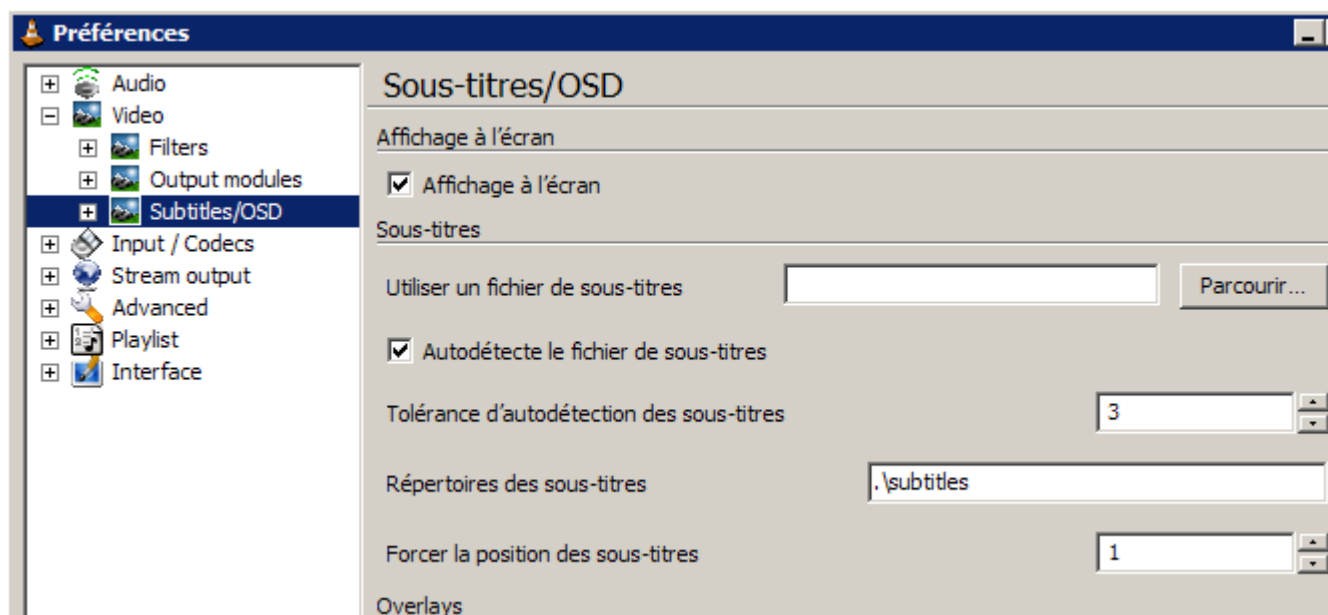 Préférences
Audio
Video
Filters
Output modules
Subtitles/OSD
Input / Codecs
Stream output
Advanced
Playlist
Interface
Sous-titres/OSD
Affichage à l'écran
Affichage à l'écran
Sous-titres
Utiliser un fichier de sous-titres
Parcourir...
Autodétecte le fichier de sous-titres
Tolérance d'autodétection des sous-titres 3
Répertoires des sous-titres .\subtitles
Forcer la position des sous-titres 1
Overlays